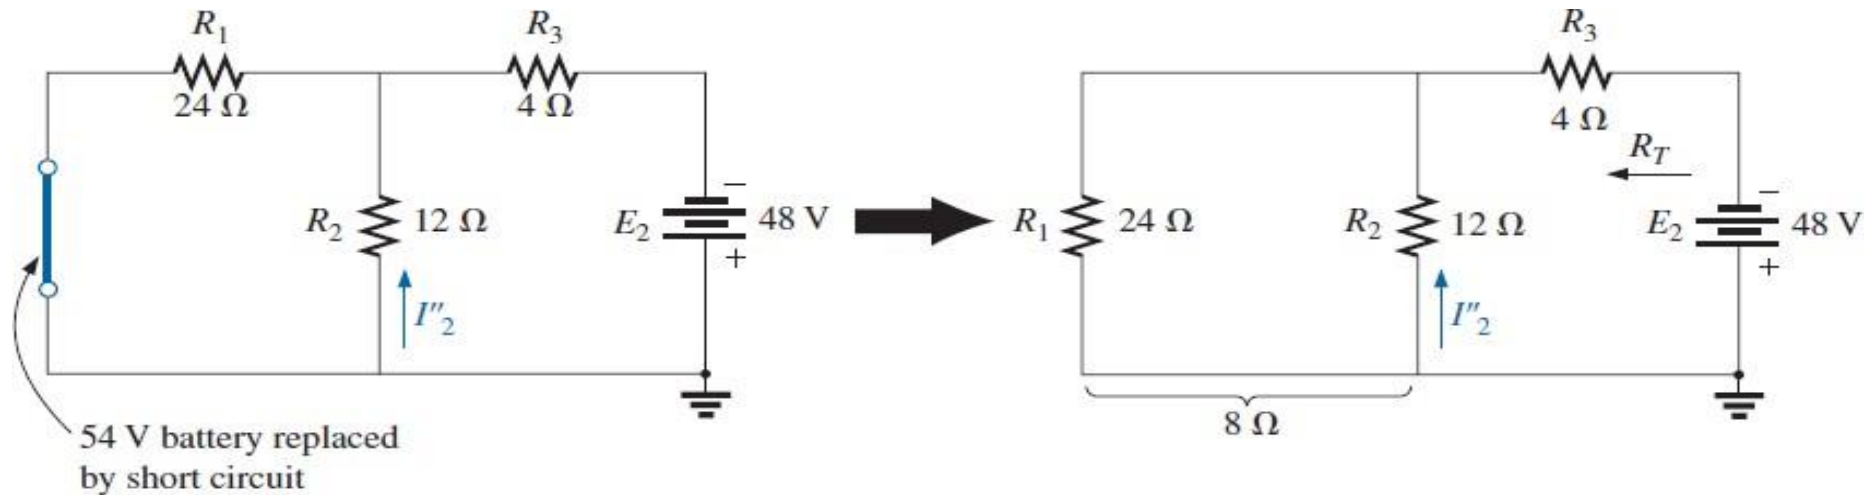 R1
24 Ω
R3
4 Ω
R2
12 Ω
I″2
E2
−
48 V
+
54 V battery replaced
by short circuit
R3
4 Ω
RT
R1
24 Ω
R2
12 Ω
I″2
E2
−
48 V
+
8 Ω